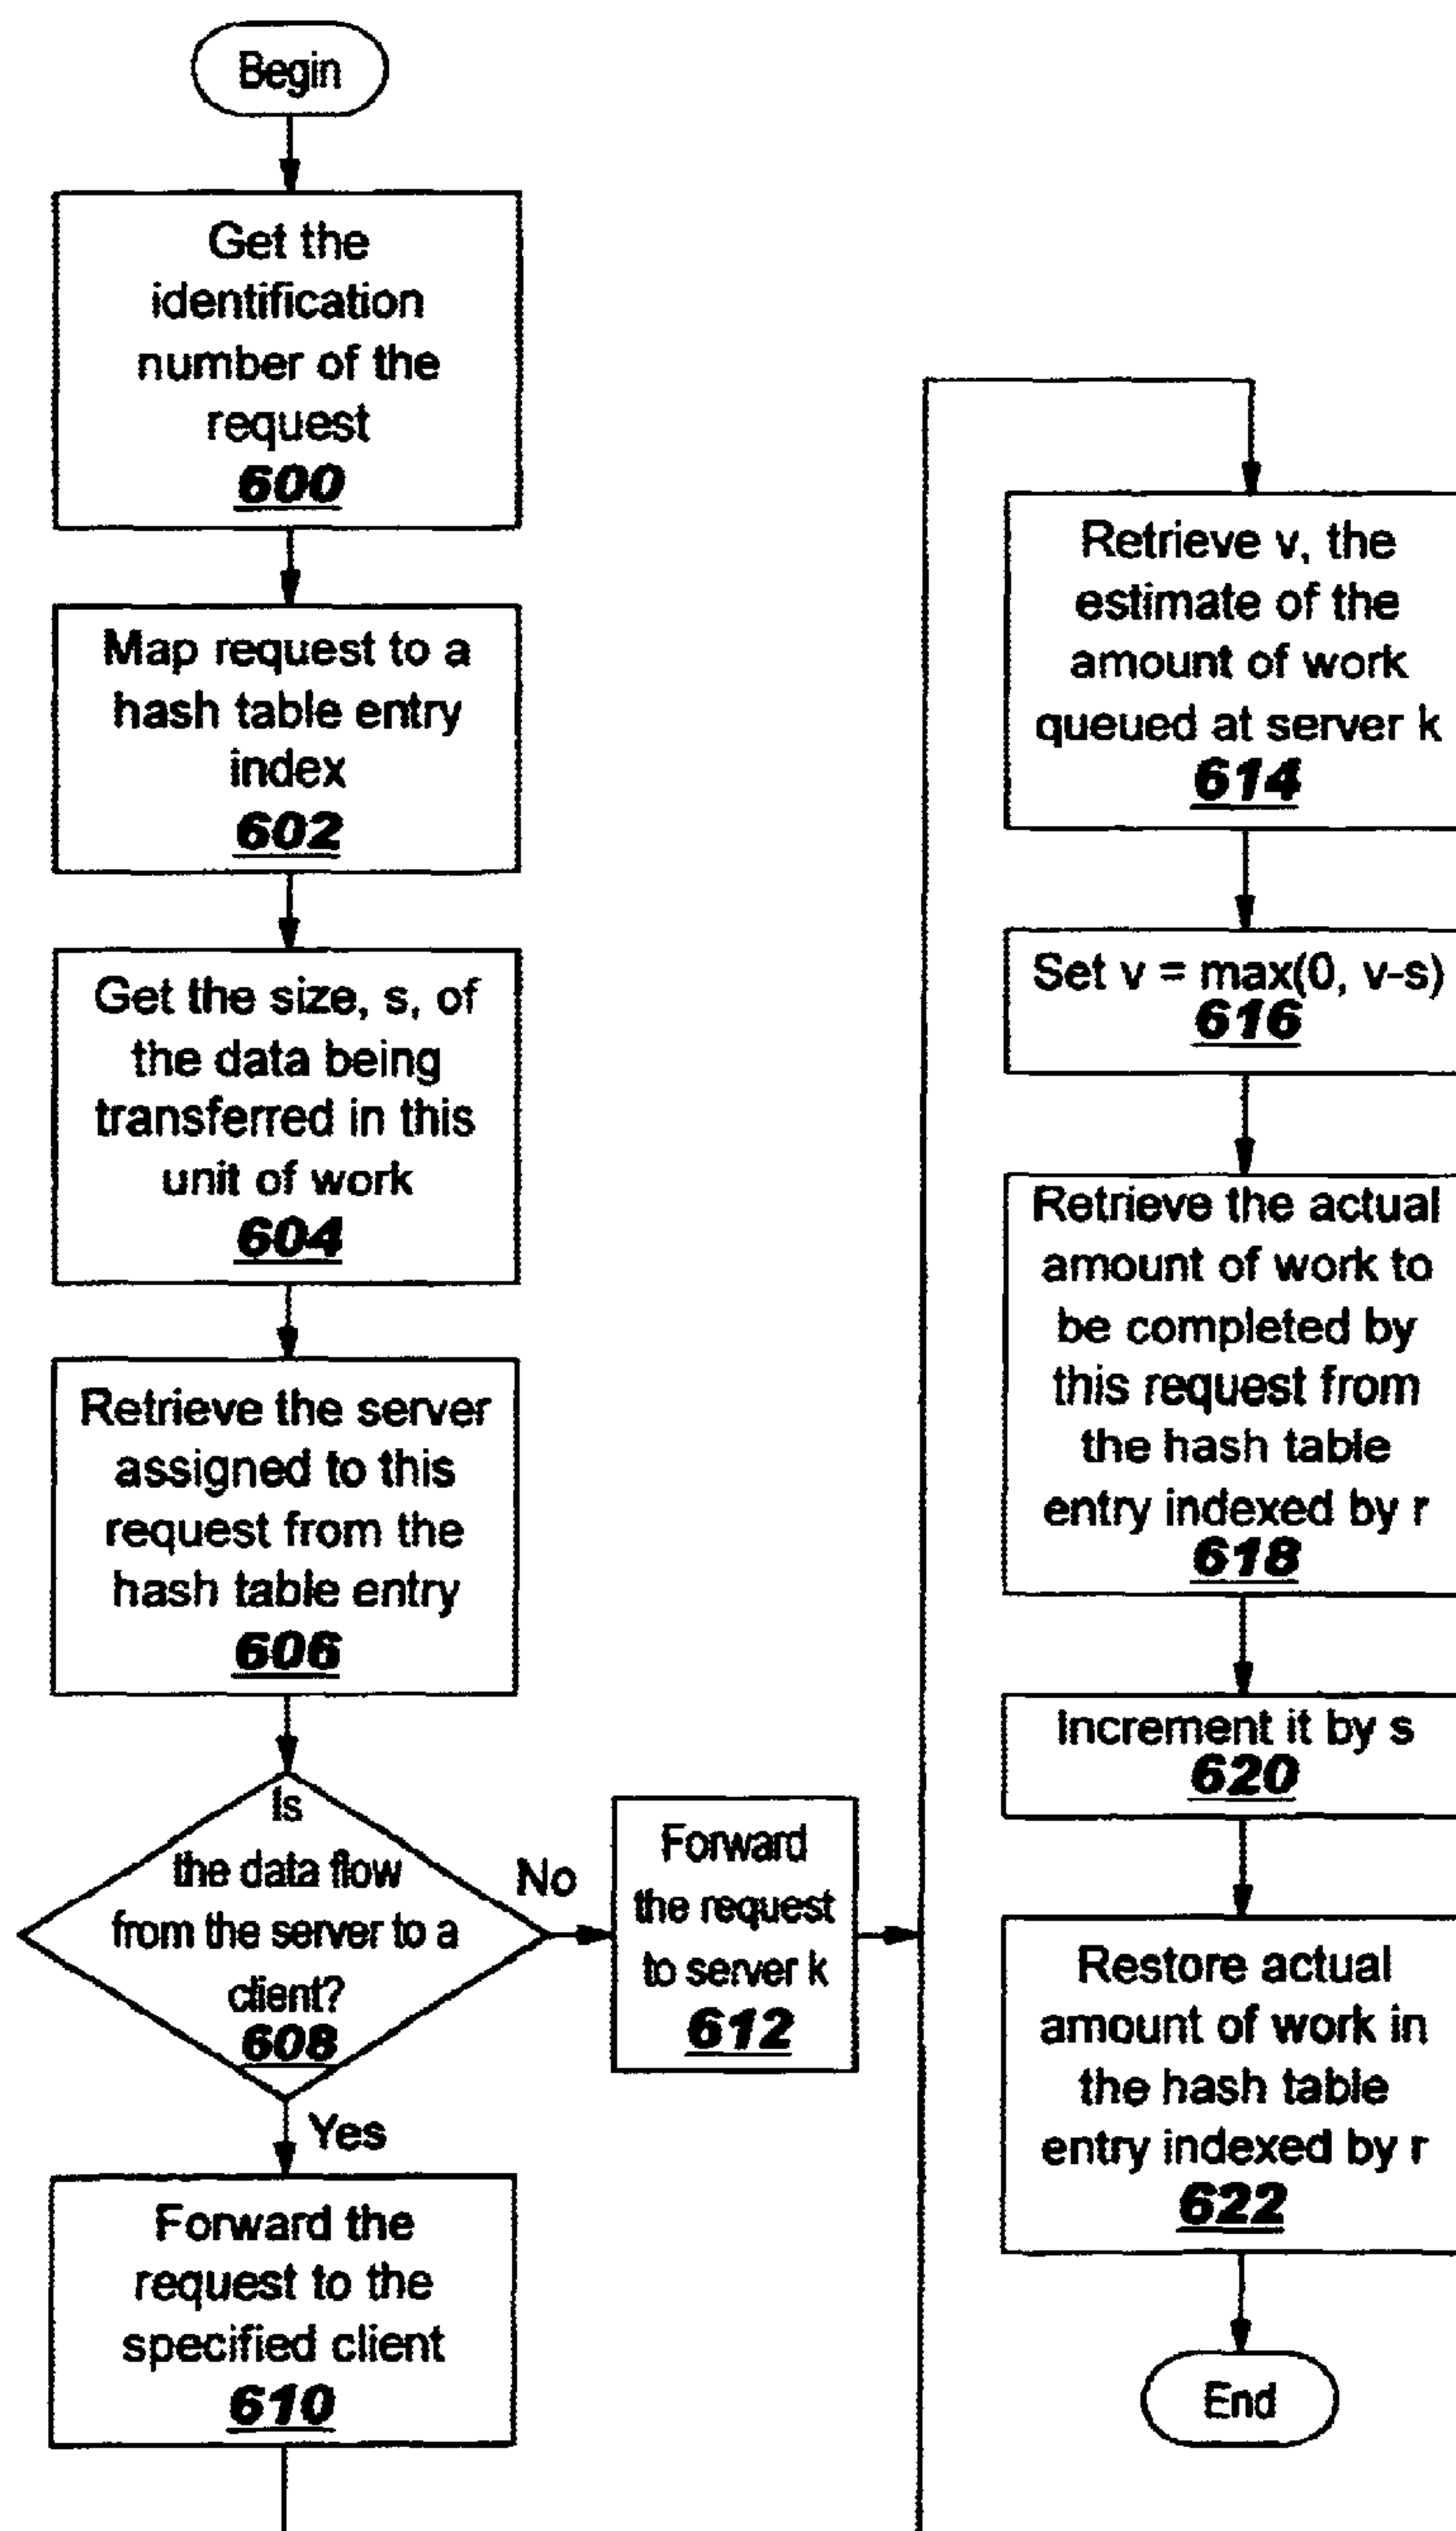 Begin
Get the
identification
number of the
request
600
Map request to a
hash table entry
index
602
Get the size, s, of
the data being
transferred in this
unit of work
604
Retrieve the server
assigned to this
request from the
hash table entry
606
Is
the data flow
from the server to a
client?
608
No
Yes
Forward the
request to the
specified client
610
Forward
the request
to server k
612
Retrieve v, the
estimate of the
amount of work
queued at server k
614
Set v = max(0, v-s)
616
Retrieve the actual
amount of work to
be completed by
this request from
the hash table
entry indexed by r
618
Increment it by s
620
Restore actual
amount of work in
the hash table
entry indexed by r
622
End